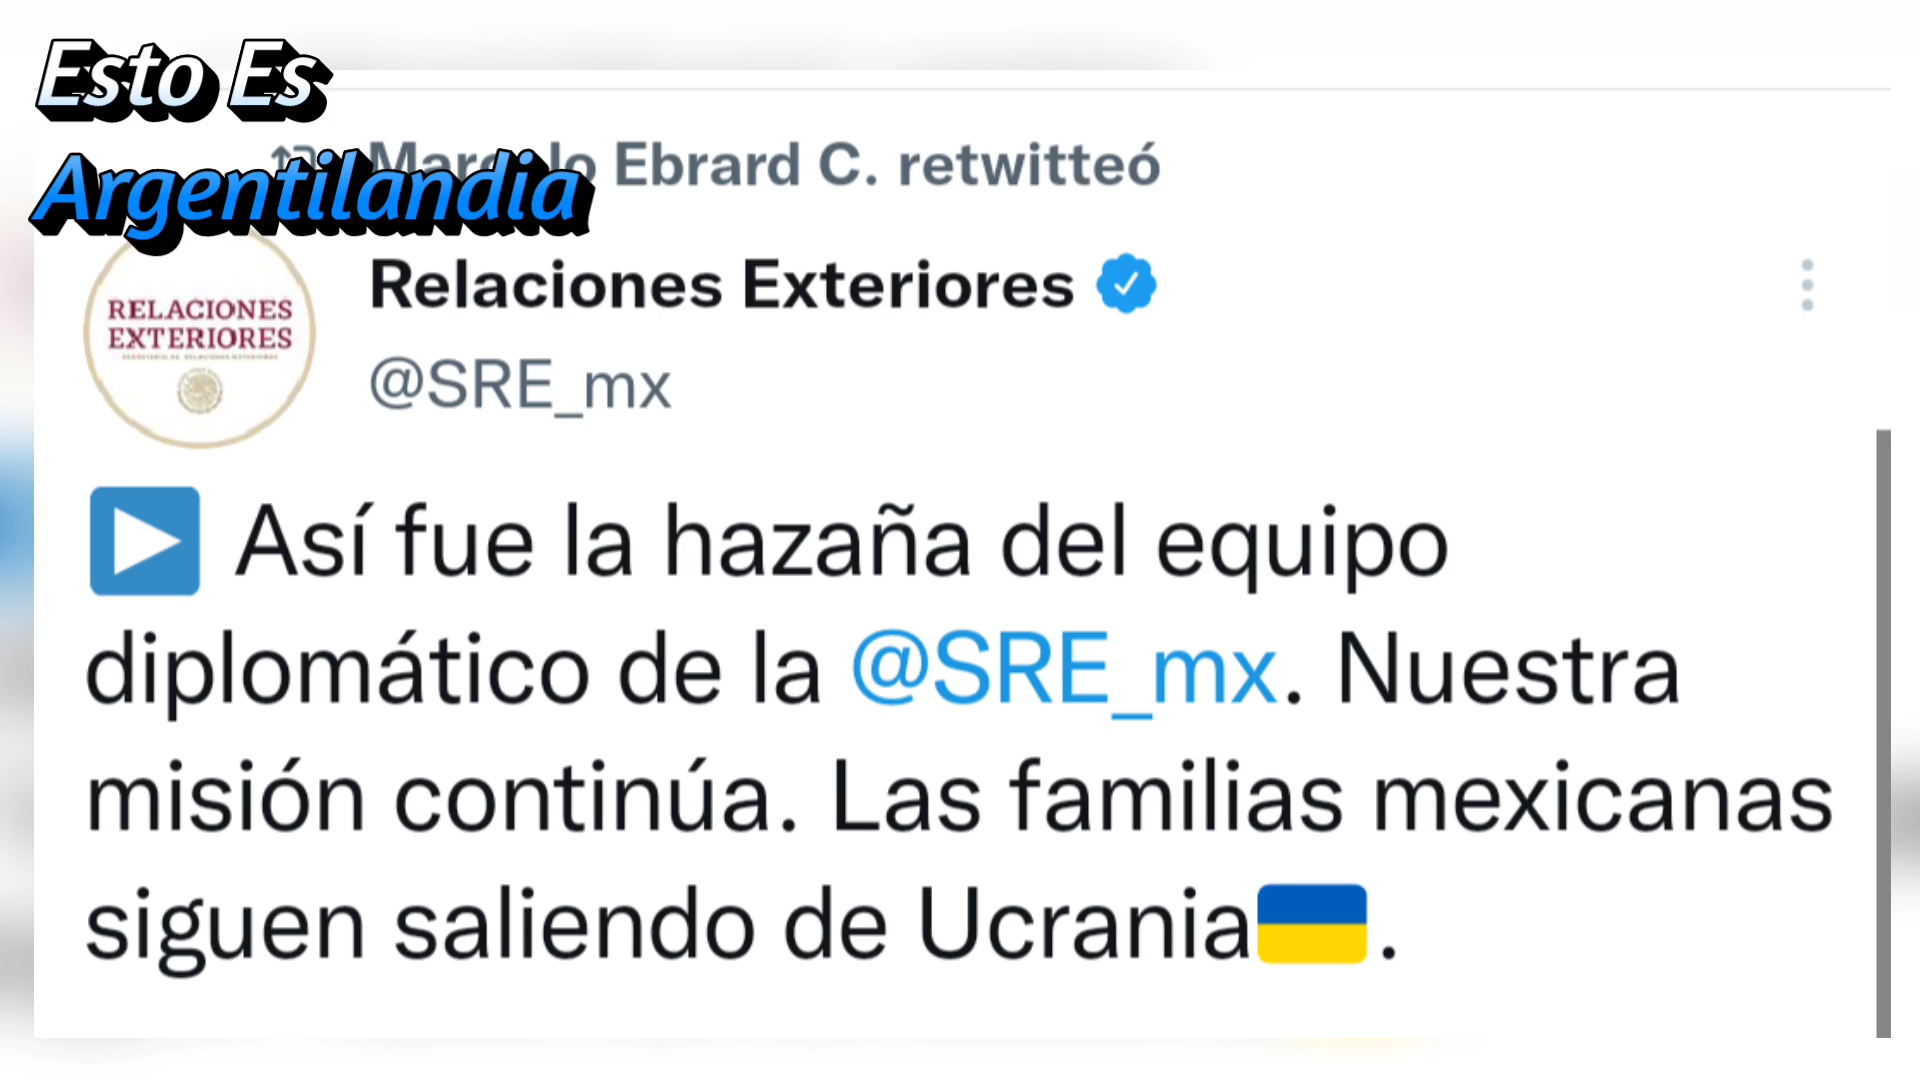 Esto Es
Argentilandia
Marcelo Ebrard C. retwitteó
RELACIONES
EXTERIORES
Relaciones Exteriores
@SRE_mx
Así fue la hazaña del equipo
diplomático de la @SRE_mx. Nuestra
misión continúa. Las familias mexicanas
siguen saliendo de Ucrania.